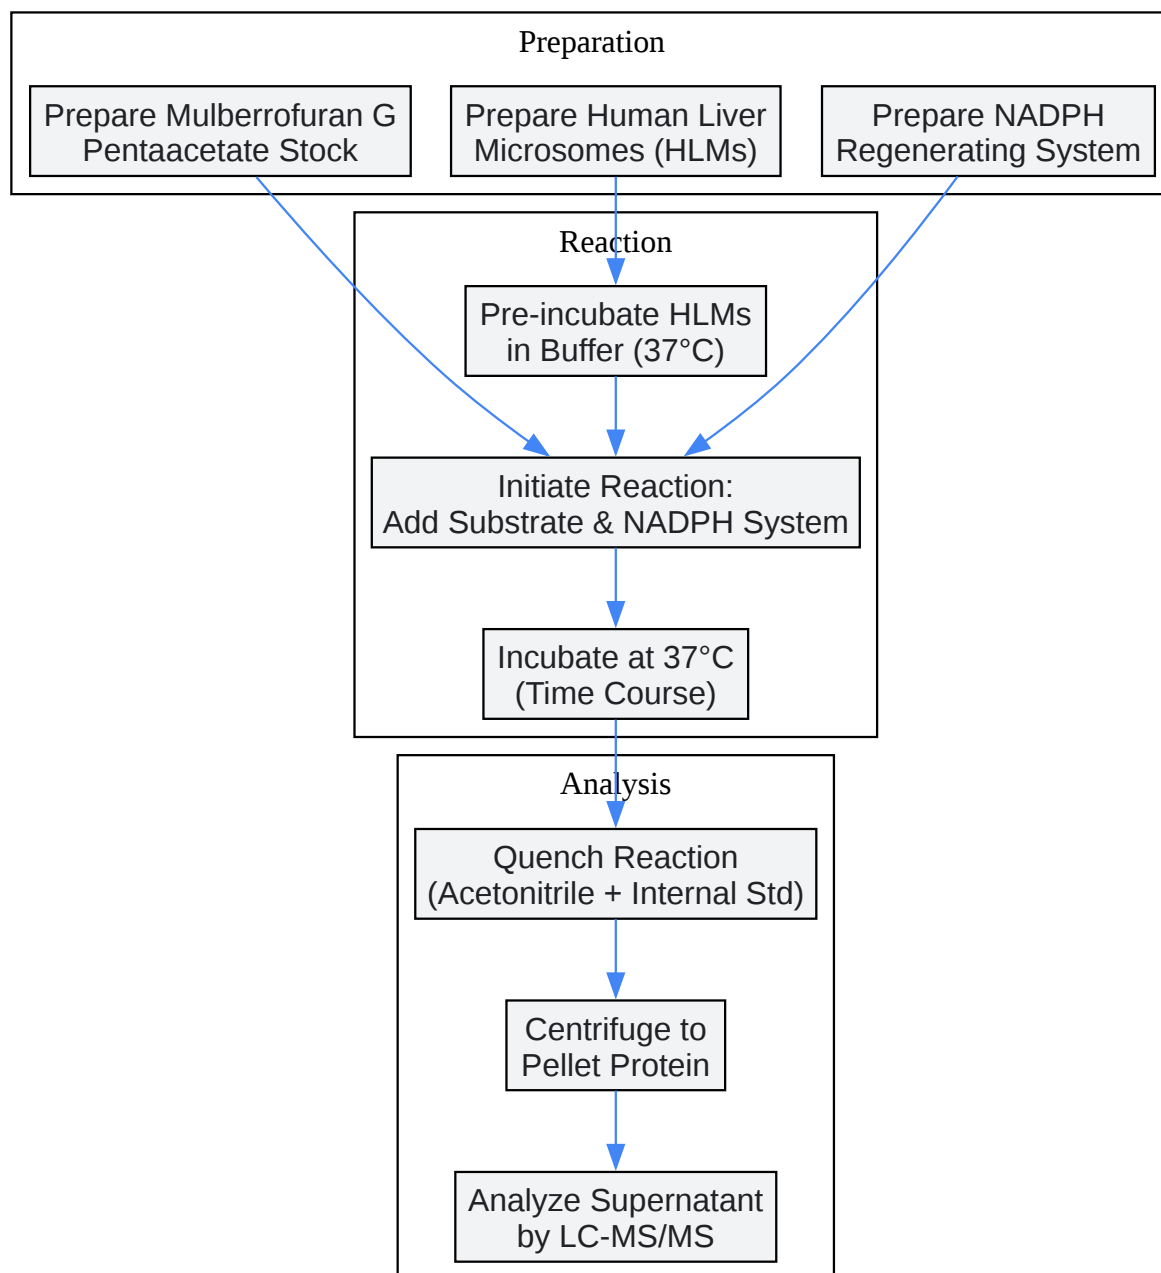 Preparation
Prepare Mulberrofuran G
Pentaacetate Stock
Prepare Human Liver
Microsomes (HLMs)
Prepare NADPH
Regenerating System
Reaction
Pre-incubate HLMs
in Buffer (37°C)
Initiate Reaction:
Add Substrate & NADPH System
Incubate at 37°C
(Time Course)
Analysis
Quench Reaction
(Acetonitrile + Internal Std)
Centrifuge to
Pellet Protein
Analyze Supernatant
by LC-MS/MS